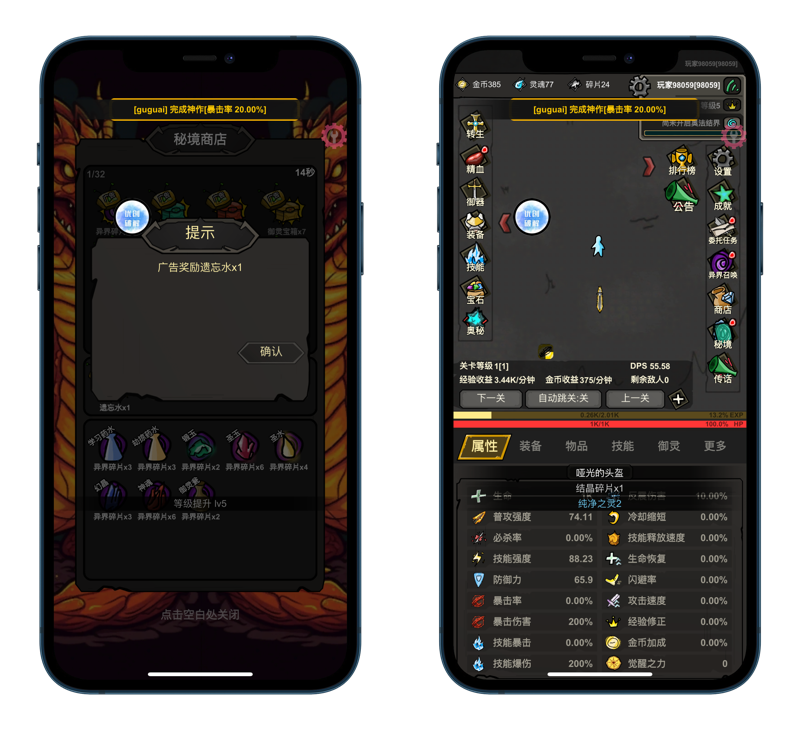 [guguai] 完成神作[暴击率 20.00%]
秘境商店
1/32
14秒
异界碎
御灵宝箱x7
提示
广告奖励遗忘水x1
确认
遗忘水x1
学习药水
劫掠药水
圣玉
圣水
异界碎片x3
异界碎片x3
异界碎片x2
异界碎片x6
异界碎片x4
幻晶
神魂
等级提升 lv5
异界碎片x3
异界碎片x6
异界碎片x2
点击空白处关闭
玩家98059[98059]
金币385
灵魂77
碎片24
玩家98059[98059]
等级5
[guguai] 完成神作[暴击率 20.00%]
尚未开启奥法结界
转生
精血
御器
装备
技能
宝石
奥秘
排行榜
公告
设置
成就
委托任务
异界召唤
商店
秘境
传话
关卡等级 1[1]
DPS 55.58
经验收益 3.44K/分钟
金币收益 375/分钟
剩余敌人0
下一关
自动跳关:关
上一关
0.26K/2.01K
13.2% EXP
1K/1K
100.0% HP
属性
装备
物品
技能
御灵
更多
哑光的头盔
结晶碎片x1
纯净之灵2
生命
10.00%
普攻强度 74.11
冷却缩短 0.00%
必杀率 0.00%
技能释放速度 0.00%
技能强度 88.23
生命恢复 0.00%
防御力 65.9
闪避率 0.00%
暴击率 0.00%
攻击速度 0.00%
暴击伤害 200%
经验修正 0.00%
技能暴击 0.00%
金币加成 0.00%
技能爆伤 200%
觉醒之力 0